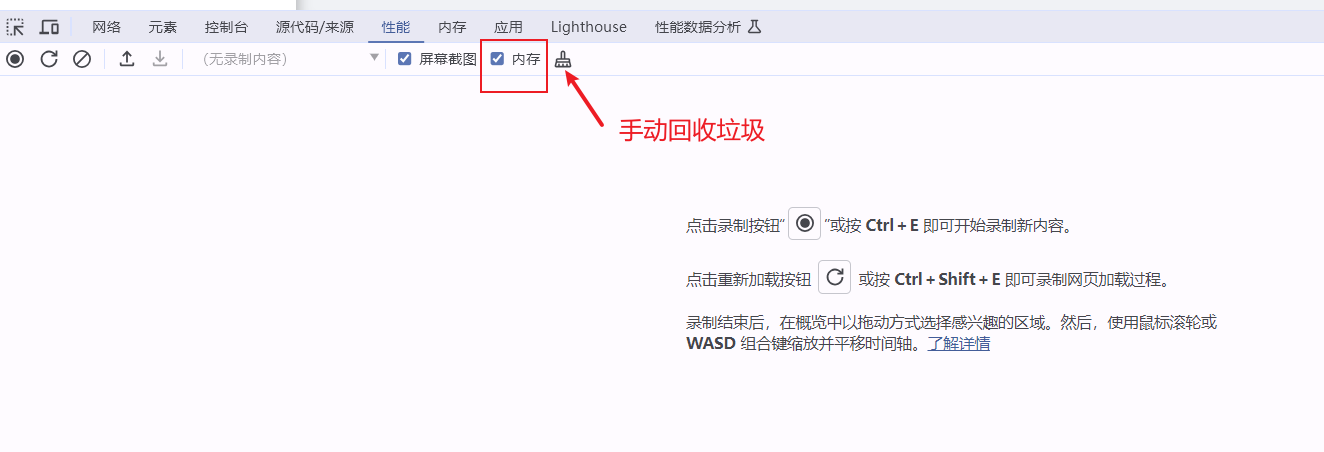 网络 元素 控制台 源代码/来源 性能 内存 应用 Lighthouse 性能数据分析
（无录制内容） 屏幕截图 内存
手动回收垃圾
点击录制按钮“ ”或按 Ctrl + E 即可开始录制新内容。
点击重新加载按钮 或按 Ctrl + Shift + E 即可录制网页加载过程。
录制结束后，在概览中以拖动方式选择感兴趣的区域。然后，使用鼠标滚轮或
WASD 组合键缩放并平移时间轴。了解详情